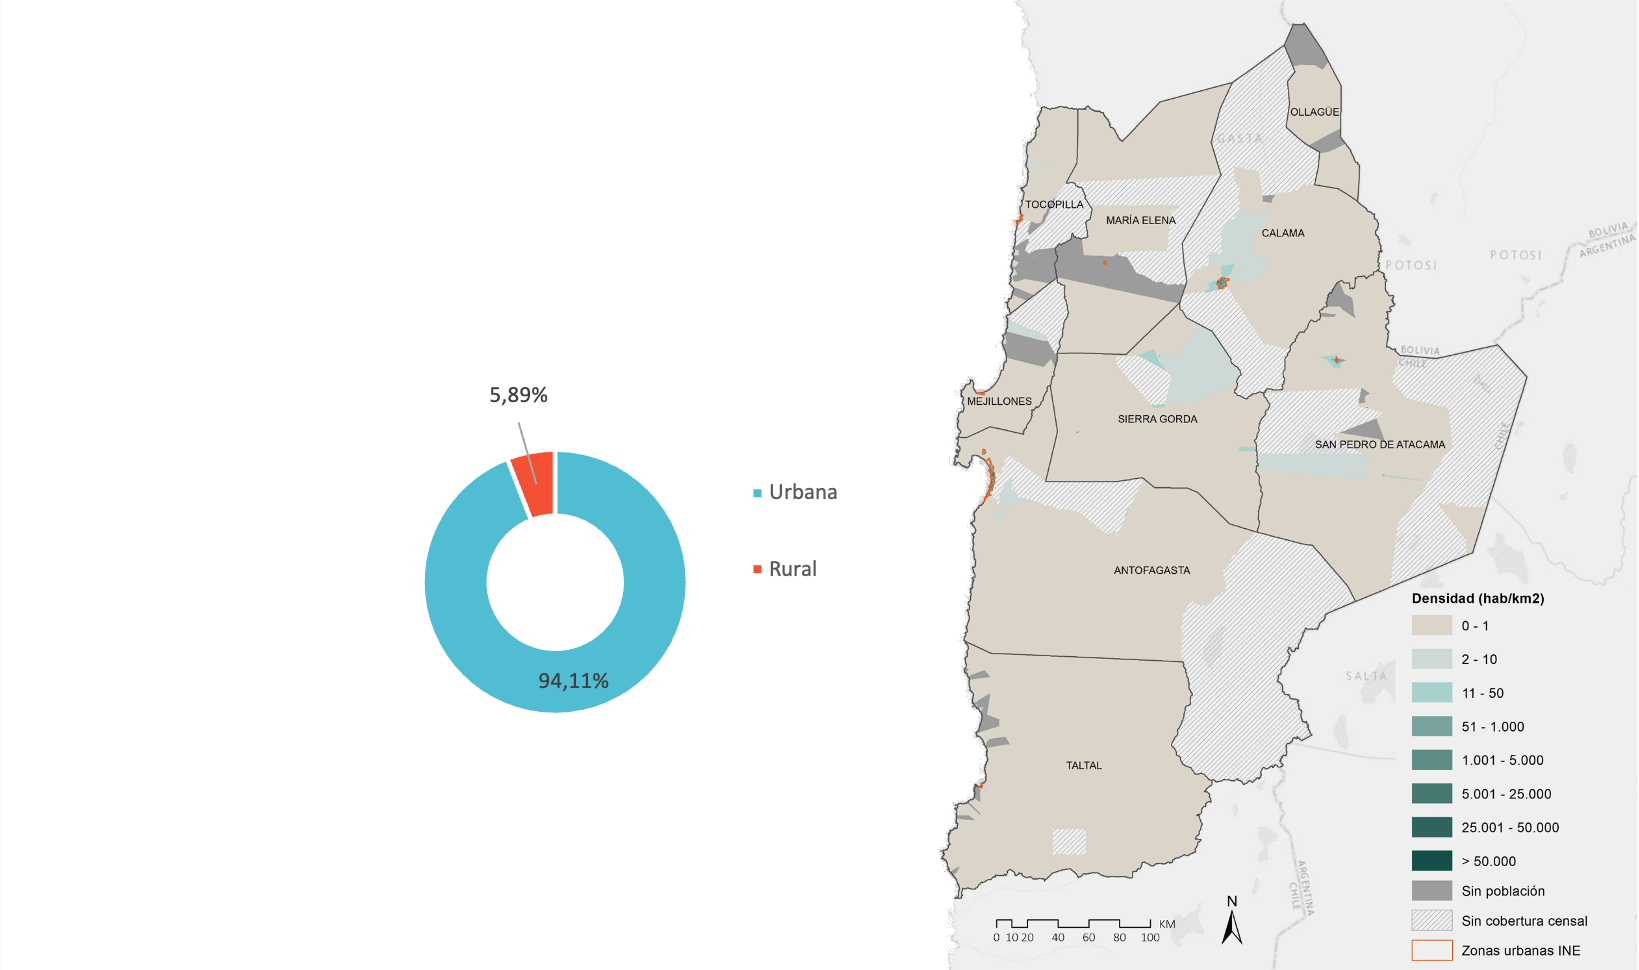 5,89%
94,11%
Urbana
Rural
OLLAGÜE
GASTA
TOCOPILLA
MARÍA ELENA
CALAMA
BOLIVIA
ARGENTINA
POTOSI
POTOSI
BOLIVIA
CHILE
MEJILLONES
SIERRA GORDA
SAN PEDRO DE ATACAMA
CHILE
ANTOFAGASTA
SALTA
TALTAL
ARGENTINA
CHILE
Densidad (hab/km2)
0 - 1
2 - 10
11 - 50
51 - 1.000
1.001 - 5.000
5.001 - 25.000
25.001 - 50.000
> 50.000
Sin población
Sin cobertura censal
Zonas urbanas INE
N
KM
0 10 20 40 60 80 100